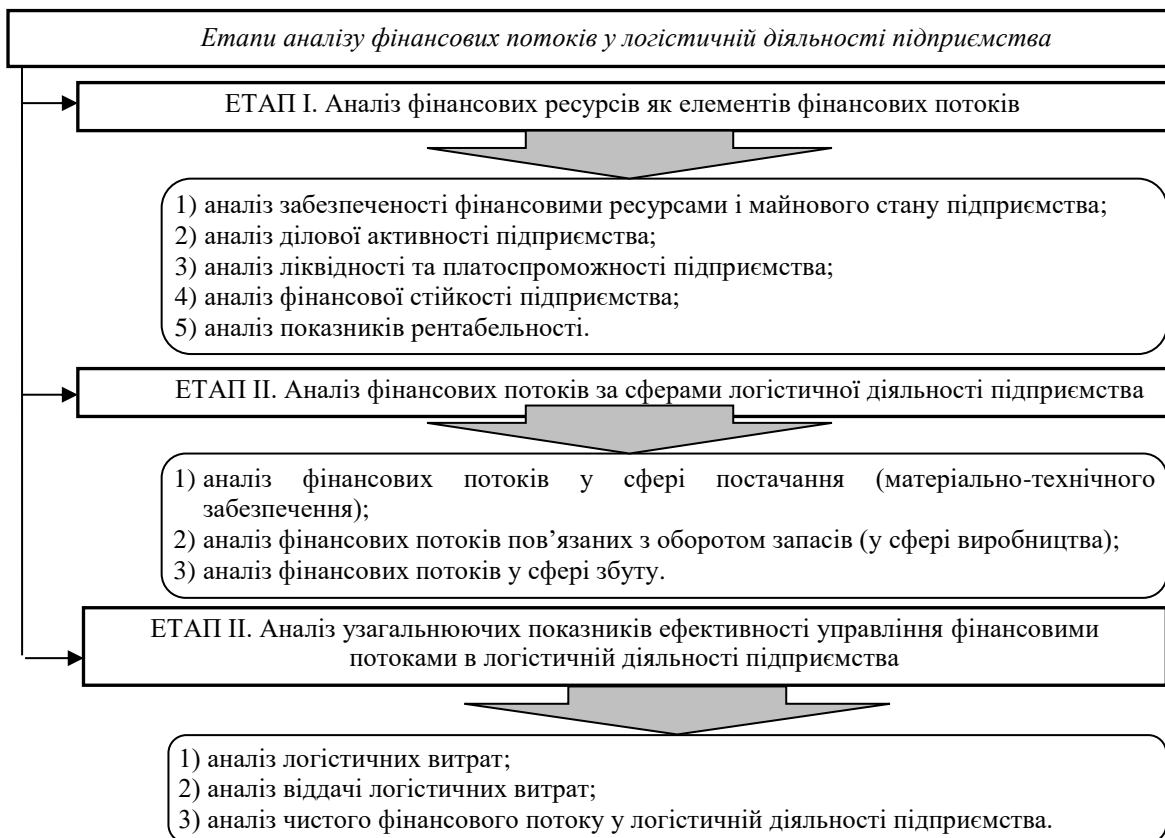 Етапи аналізу фінансових потоків у логістичній діяльності підприємства
ЕТАП І. Аналіз фінансових ресурсів як елементів фінансових потоків
1) аналіз забезпеченості фінансовими ресурсами і майнового стану підприємства;
2) аналіз ділової активності підприємства;
3) аналіз ліквідності та платоспроможності підприємства;
4) аналіз фінансової стійкості підприємства;
5) аналіз показників рентабельності.
ЕТАП ІІ. Аналіз фінансових потоків за сферами логістичної діяльності підприємства
1) аналіз фінансових потоків у сфері постачання (матеріально-технічного
забезпечення);
2) аналіз фінансових потоків пов’язаних з оборотом запасів (у сфері виробництва);
3) аналіз фінансових потоків у сфері збуту.
ЕТАП ІІ. Аналіз узагальнюючих показників ефективності управління фінансовими
потоками в логістичній діяльності підприємства
1) аналіз логістичних витрат;
2) аналіз віддачі логістичних витрат;
3) аналіз чистого фінансового потоку у логістичній діяльності підприємства.